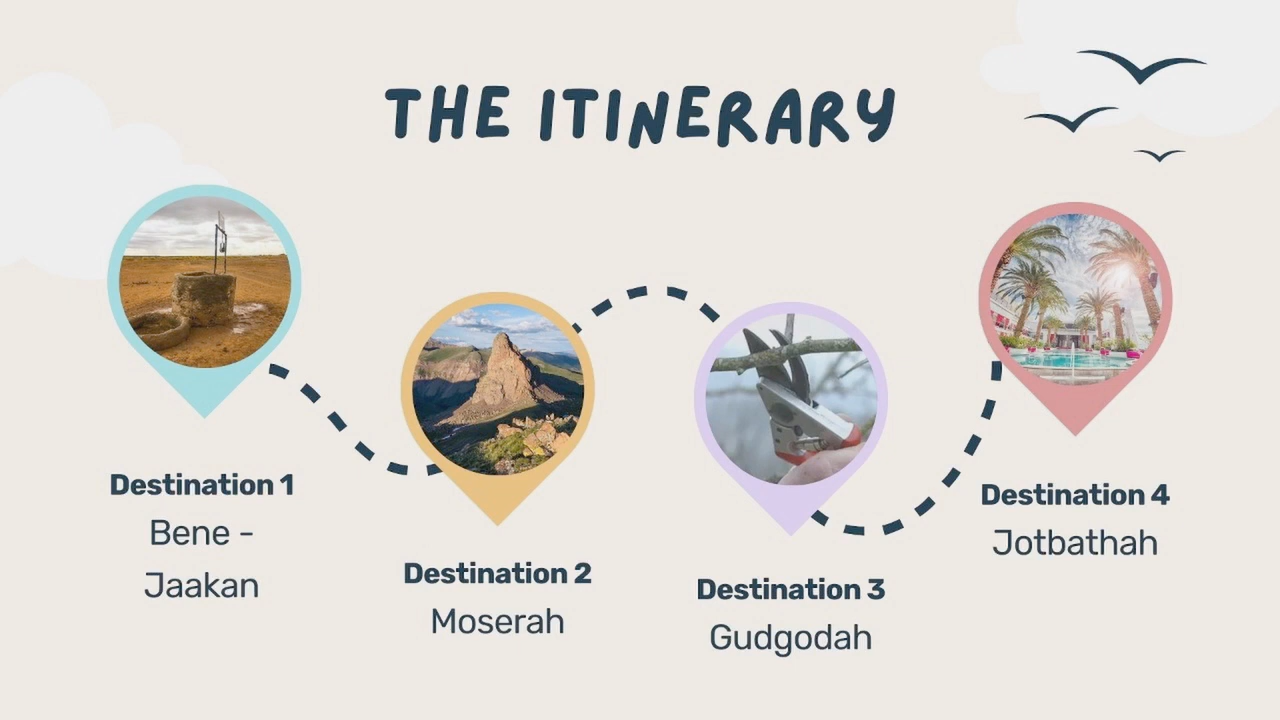 THE ITINERARY
Destination 1
Bene -
Jaakan
Destination 2
Moserah
Destination 3
Gudgodah
Destination 4
Jotbathah